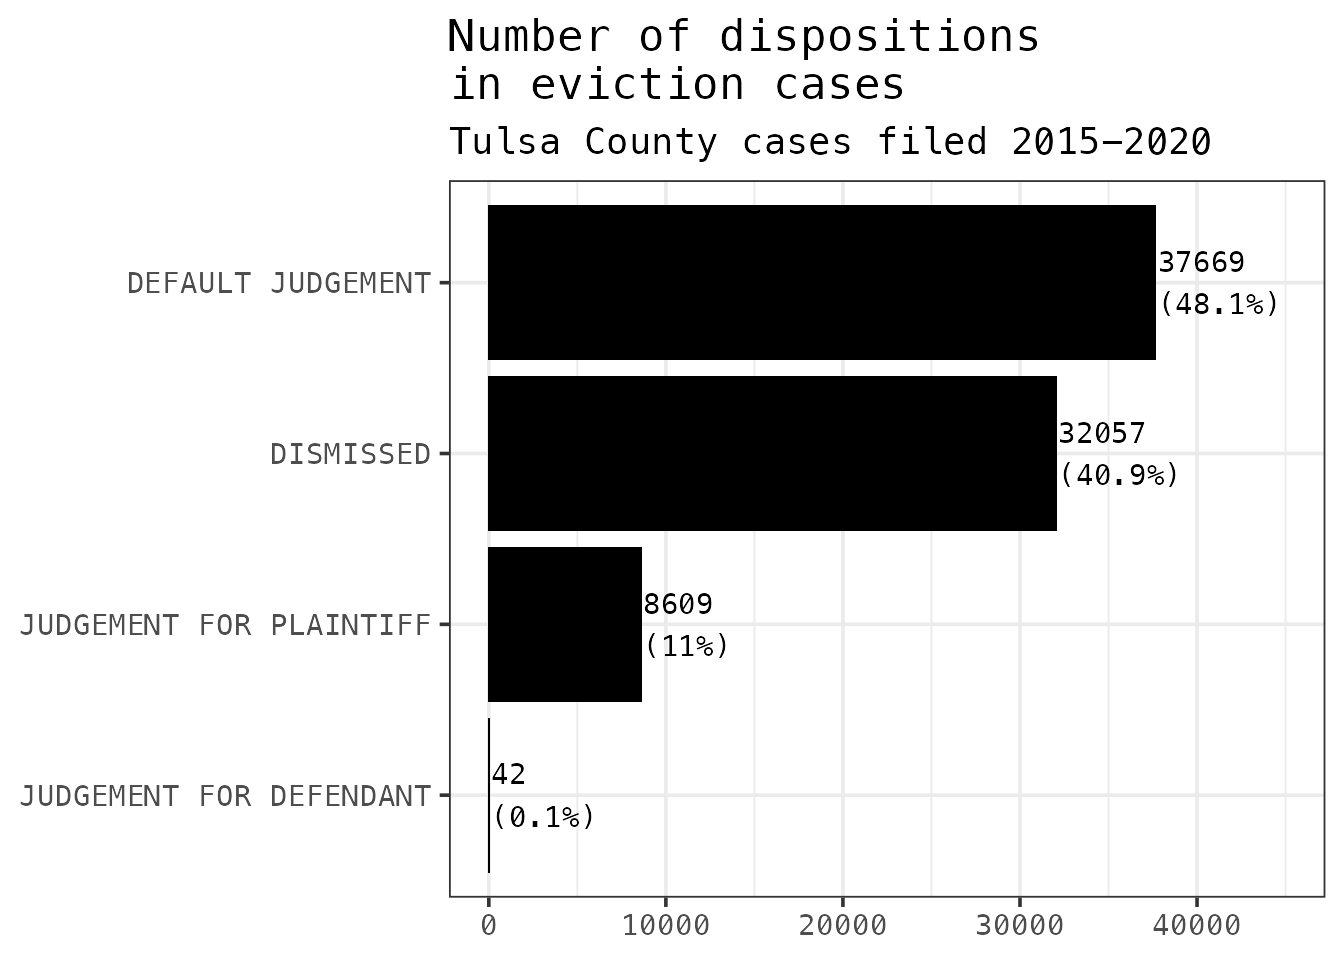 Number of dispositions
in eviction cases
Tulsa County cases filed 2015−2020
DEFAULT JUDGEMENT
37669
(48.1%)
DISMISSED
32057
(40.9%)
JUDGEMENT FOR PLAINTIFF
8609
(11%)
JUDGEMENT FOR DEFENDANT
42
(0.1%)
0 10000 20000 30000 40000